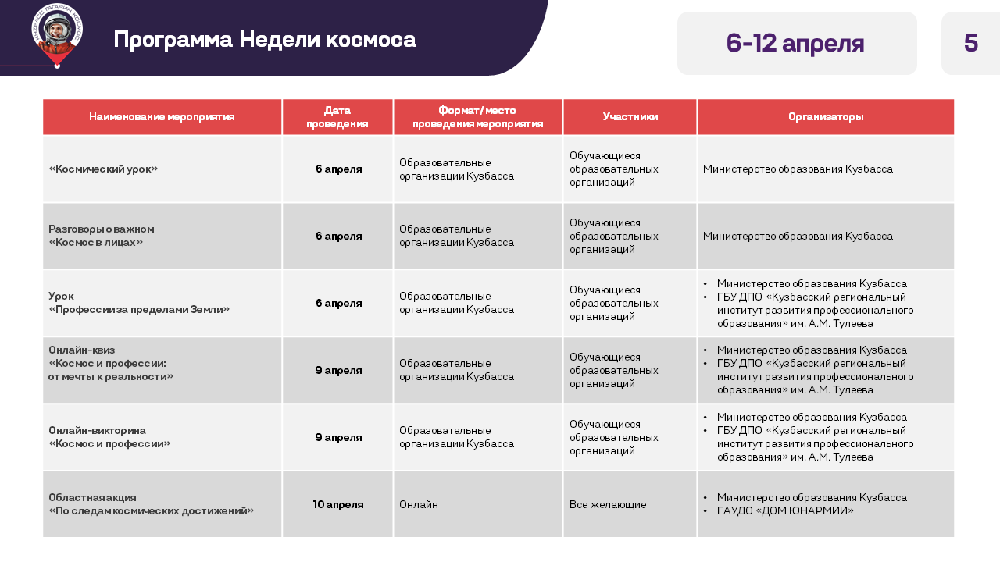 КУЗБАСС ГАГАРИН КОСМОС
Программа Недели космоса
6-12 апреля
5
Наименование мероприятия
Дата
проведения
Формат/место
проведения мероприятия
Участники
Организаторы
«Космический урок»
6 апреля
Образовательные
организации Кузбасса
Обучающиеся
образовательных
организаций
Министерство образования Кузбасса
Разговоры о важном
«Космос в лицах»
6 апреля
Образовательные
организации Кузбасса
Обучающиеся
образовательных
организаций
Министерство образования Кузбасса
Урок
«Профессии за пределами Земли»
6 апреля
Образовательные
организации Кузбасса
Обучающиеся
образовательных
организаций
• Министерство образования Кузбасса
• ГБУ ДПО «Кузбасский региональный
институт развития профессионального
образования» им. А.М. Тулеева
Онлайн-квиз
«Космос и профессии:
от мечты к реальности»
9 апреля
Образовательные
организации Кузбасса
Обучающиеся
образовательных
организаций
• Министерство образования Кузбасса
• ГБУ ДПО «Кузбасский региональный
институт развития профессионального
образования» им. А.М. Тулеева
Онлайн-викторина
«Космос и профессии»
9 апреля
Образовательные
организации Кузбасса
Обучающиеся
образовательных
организаций
• Министерство образования Кузбасса
• ГБУ ДПО «Кузбасский региональный
институт развития профессионального
образования» им. А.М. Тулеева
Областная акция
«По следам космических достижений»
10 апреля
Онлайн
Все желающие
• Министерство образования Кузбасса
• ГАУДО «ДОМ ЮНАРМИИ»